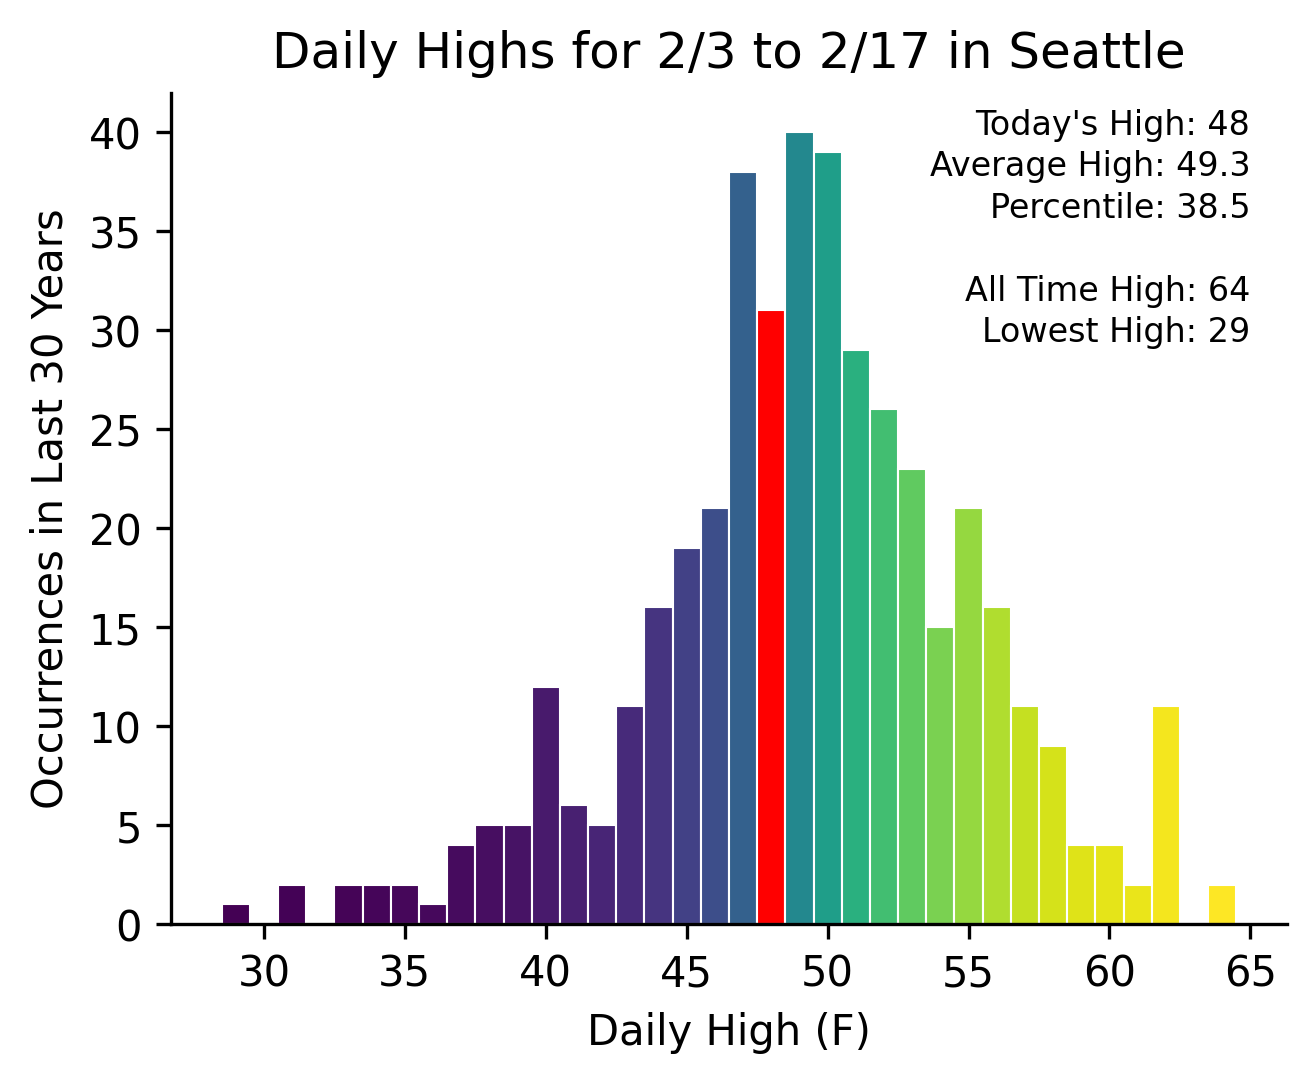 Daily Highs for 2/3 to 2/17 in Seattle
Today's High: 48
Average High: 49.3
Percentile: 38.5
All Time High: 64
Lowest High: 29
Occurrences in Last 30 Years
40
35
30
25
20
15
10
5
0
30 35 40 45 50 55 60 65
Daily High (F)